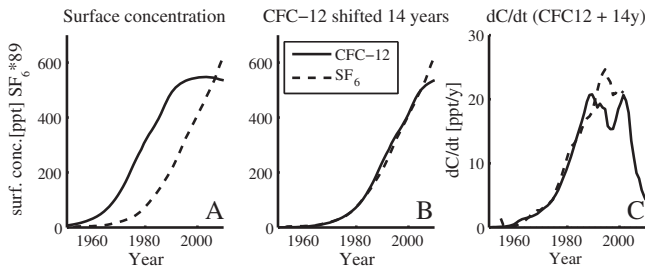 Surface concentration
CFC−12 shifted 14 years
dC/dt (CFC12 + 14y)
surf. conc.[ppt] SF6*89
600
400
200
0
1960
1980
2000
Year
A
CFC−12
SF6
600
400
200
0
1960
1980
2000
Year
B
dC/dt [ppt/y]
30
20
10
0
1960
1980
2000
Year
C